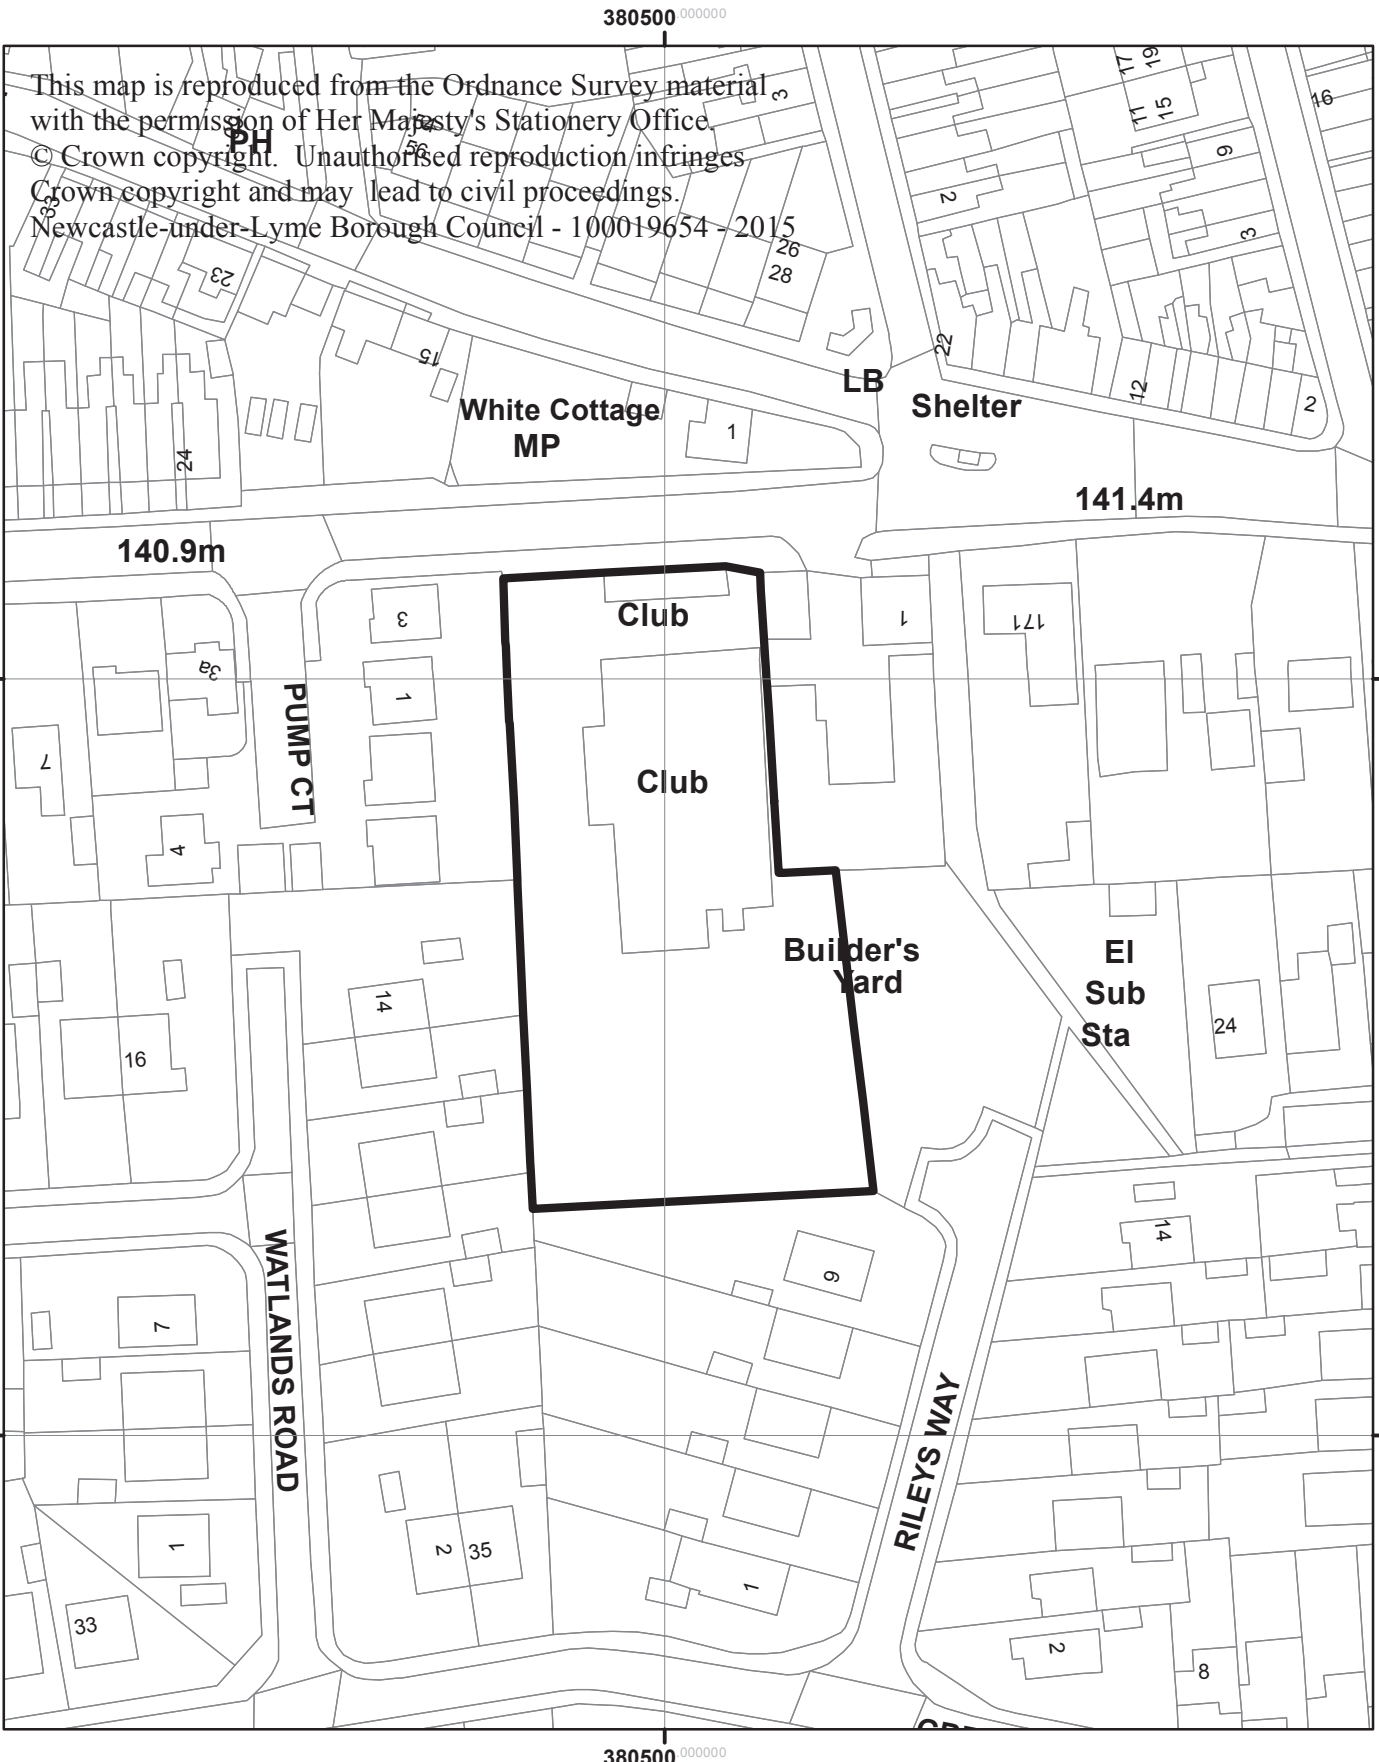 380500.000000
This map is reproduced from the Ordnance Survey material
with the permission of Her Majesty's Stationery Office.
© Crown copyright. Unauthorised reproduction infringes
Crown copyright and may lead to civil proceedings.
Newcastle-under-Lyme Borough Council - 100019654 - 2015
PH
54
56
33
23
3
26
28
2
17
19
11
15
9
3
16
15
22
12
2
LB
Shelter
White Cottage
MP
1
24
141.4m
140.9m
3
Club
1
171
3a
1
PUMP CT
7
Club
4
Builder's
Yard
El
Sub
Sta
14
24
16
14
WATLANDS ROAD
9
7
RILEYS WAY
2
35
1
1
33
2
8
380500.000000